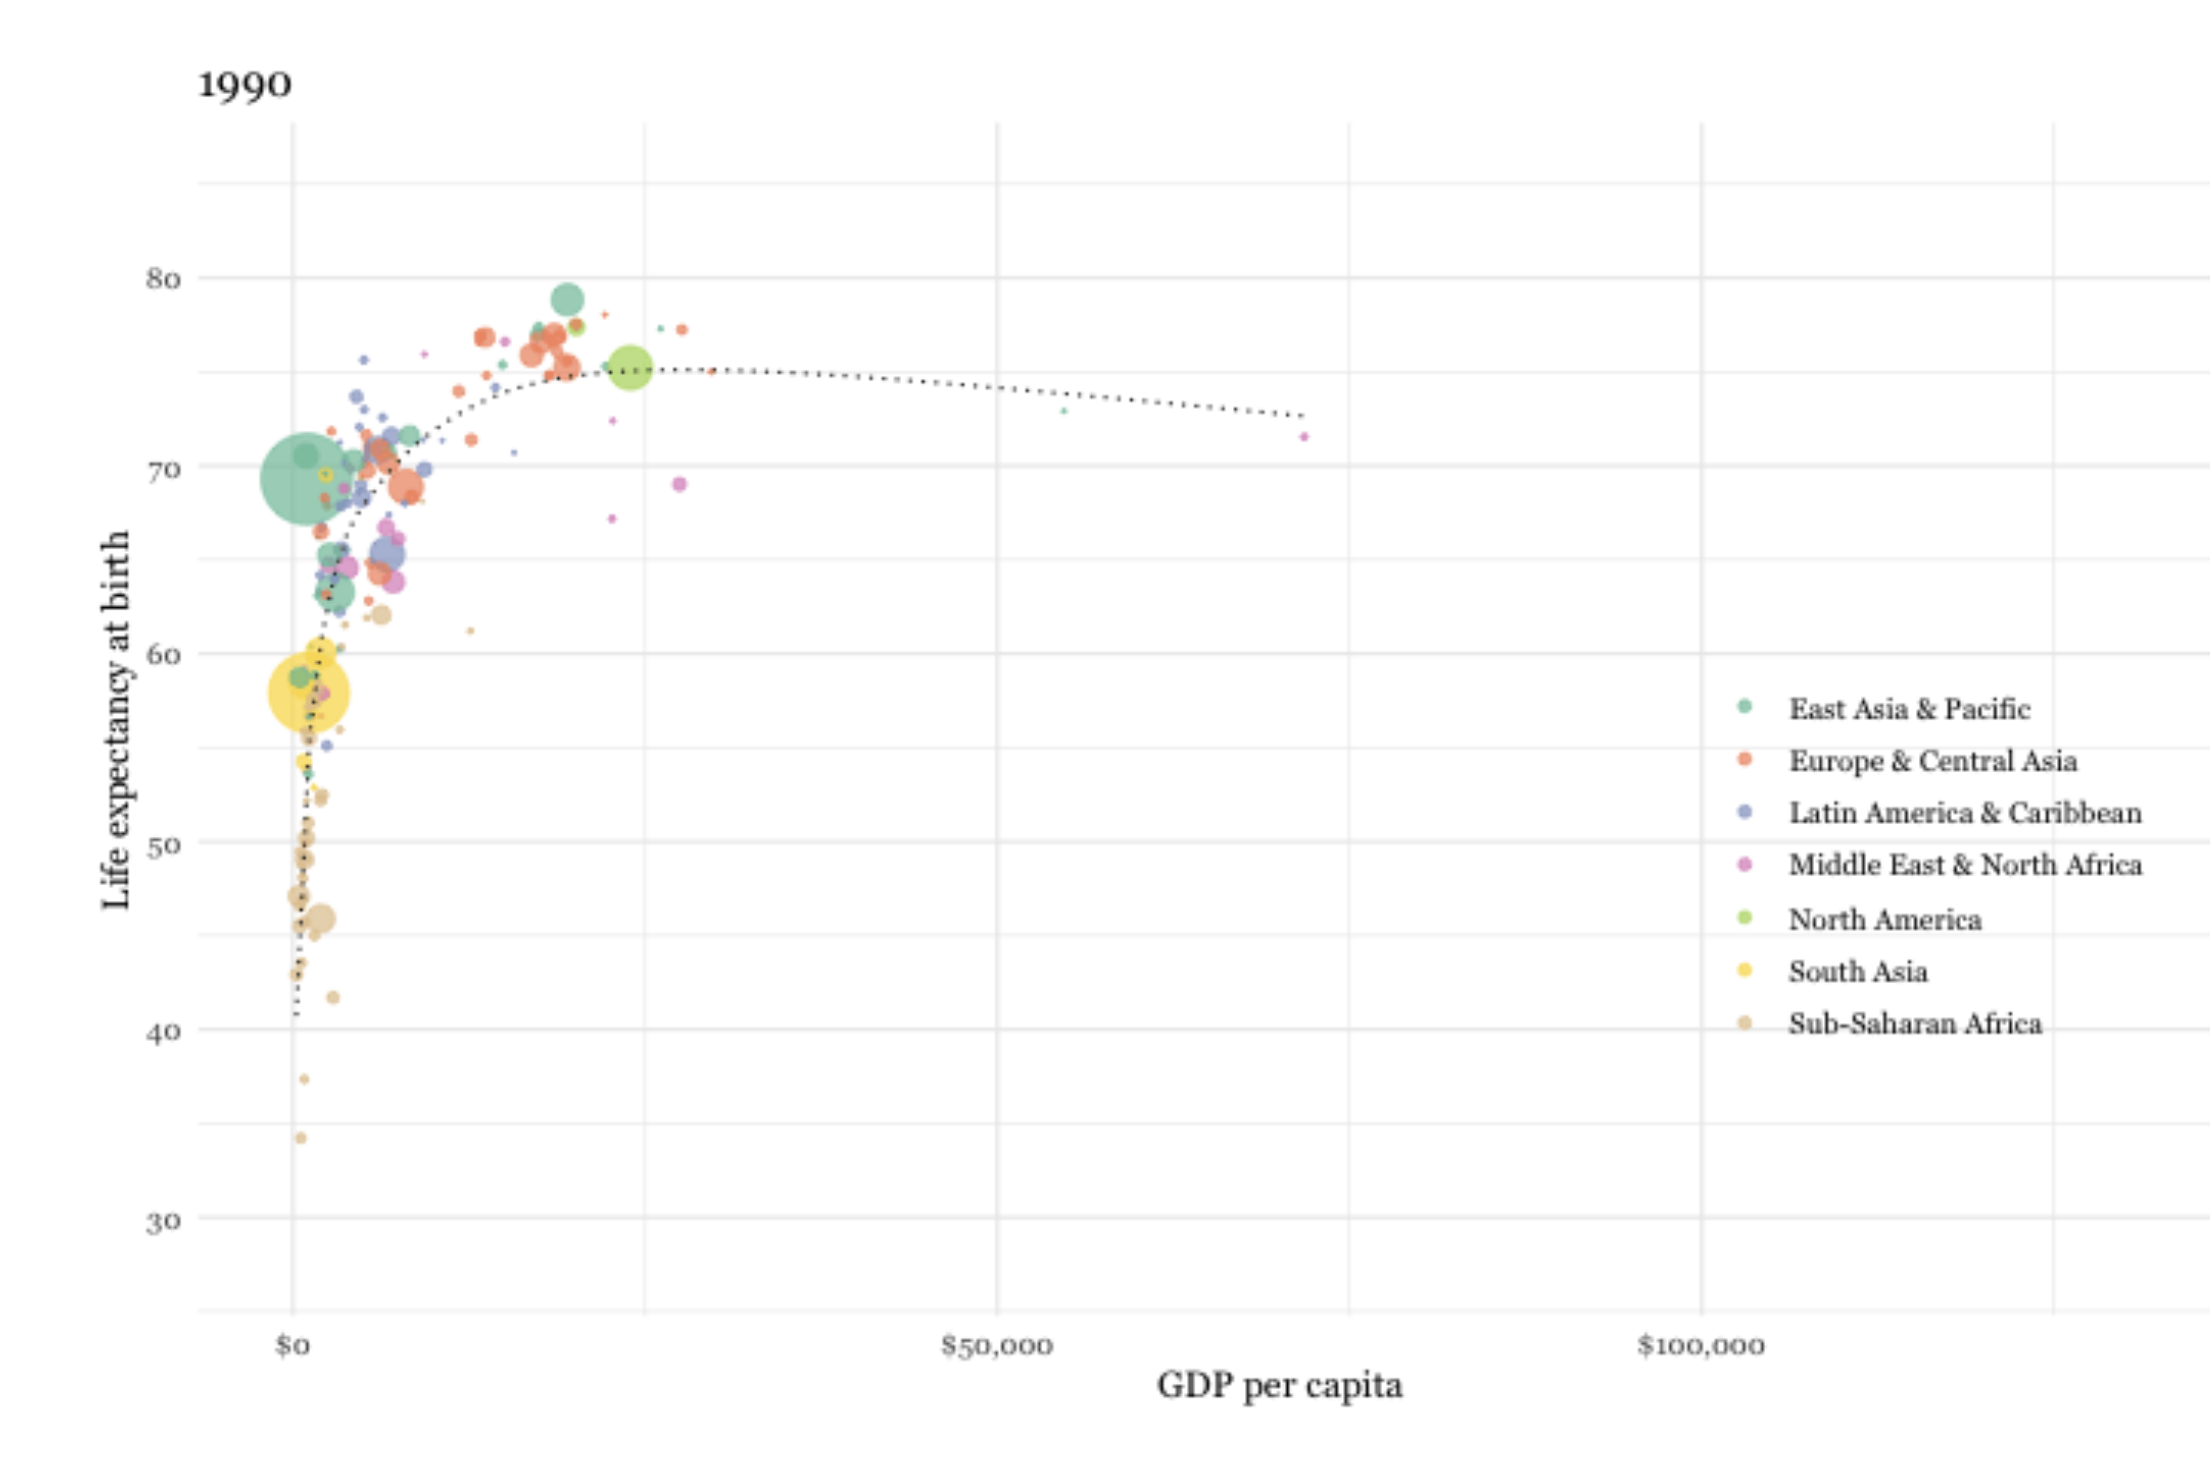 1990
80
70
60
50
40
30
Life expectancy at birth
East Asia & Pacific
Europe & Central Asia
Latin America & Caribbean
Middle East & North Africa
North America
South Asia
Sub-Saharan Africa
$0
$50,000
$100,000
GDP per capita